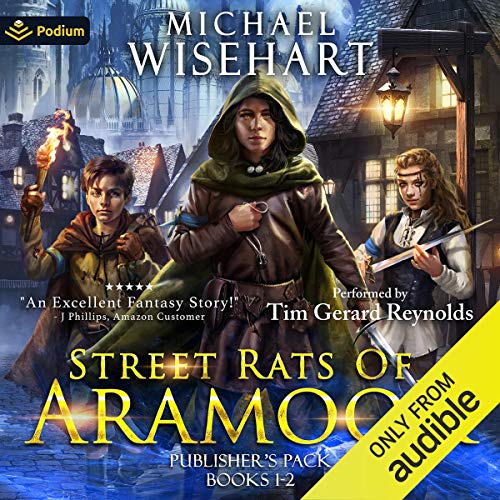 Podium
MICHAEL
WISEHART
★★★★★
"An Excellent Fantasy Story!"
- J Phillips, Amazon Customer
Performed by
Tim Gerard Reynolds
STREET RATS OF
ARAMOOR
PUBLISHER'S PACK
BOOKS 1-2
ONLY FROM
audible